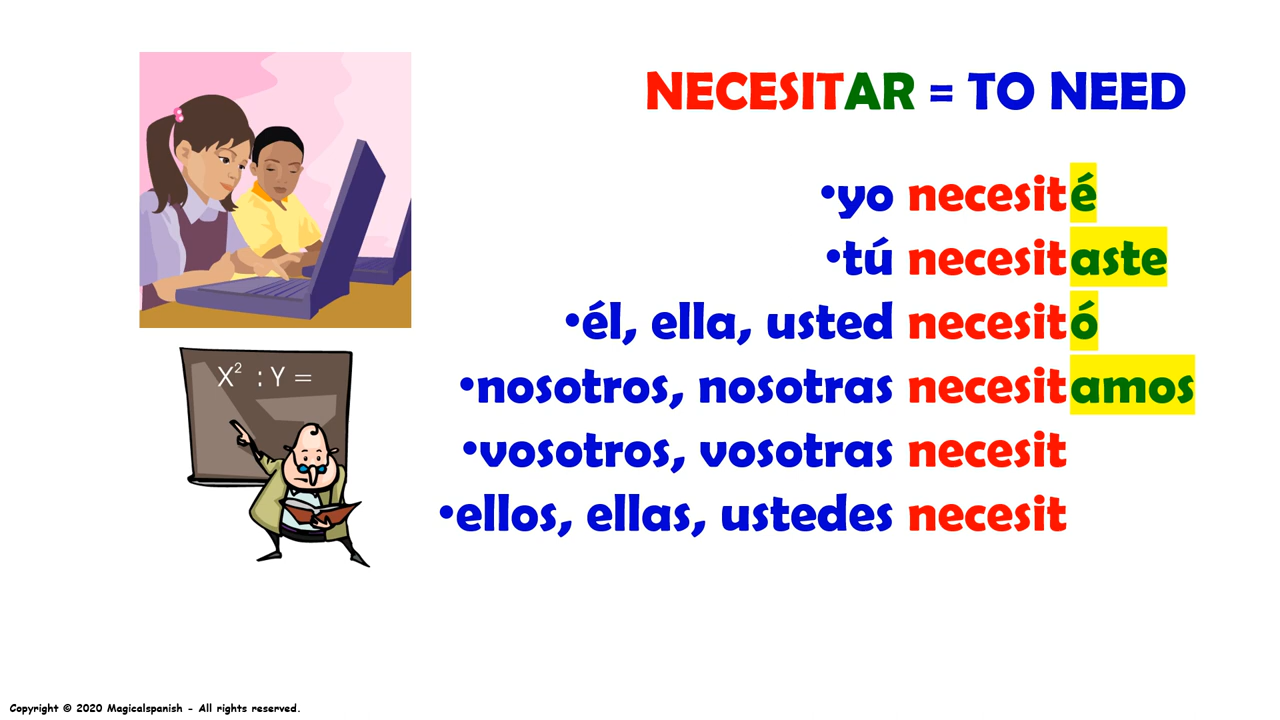 NECESITAR = TO NEED
•yo necesité
•tú necesitaste
•él, ella, usted necesitó
•nosotros, nosotras necesitamos
•vosotros, vosotras necesit
•ellos, ellas, ustedes necesit
X² : Y =
Copyright © 2020 Magicalspanish - All rights reserved.